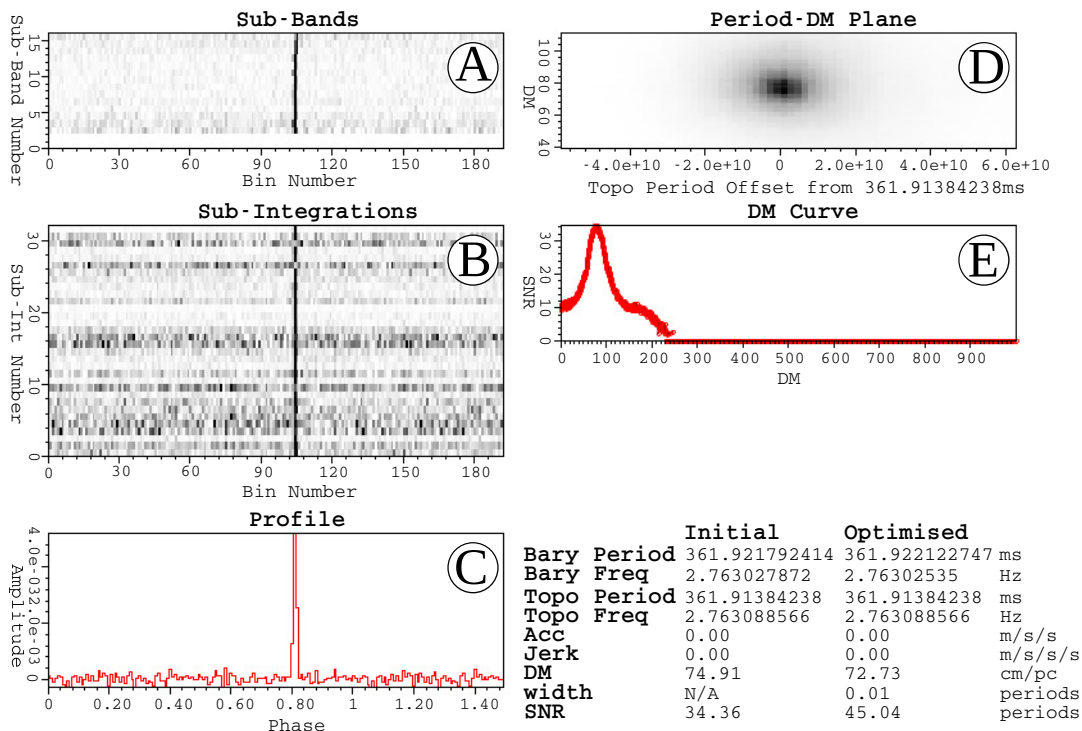 Sub-Bands
A
Sub-Band Number
0 5 10 15
0 30 60 90 120 150 180
Bin Number
Sub-Integrations
B
Sub-Int Number
0 10 20 30
0 30 60 90 120 150 180
Bin Number
Profile
C
Amplitude
0 -03 2.0e-03 4.0e-03
0 0.20 0.40 0.60 0.80 1 1.20 1.40
Phase
Period-DM Plane
D
DM
40 60 80 100
-4.0e+10 -2.0e+10 0 2.0e+10 4.0e+10 6.0e+10
Topo Period Offset from 361.91384238ms
DM Curve
E
SNR
0 10 20 30
0 100 200 300 400 500 600 700 800 900
DM
Initial Optimised
Bary Period 361.921792414 361.922122747 ms
Bary Freq 2.763027872 2.76302535 Hz
Topo Period 361.91384238 361.91384238 ms
Topo Freq 2.763088566 2.763088566 Hz
Acc 0.00 0.00 m/s/s
Jerk 0.00 0.00 m/s/s/s
DM 74.91 72.73 cm/pc
width N/A 0.01 periods
SNR 34.36 45.04 periods